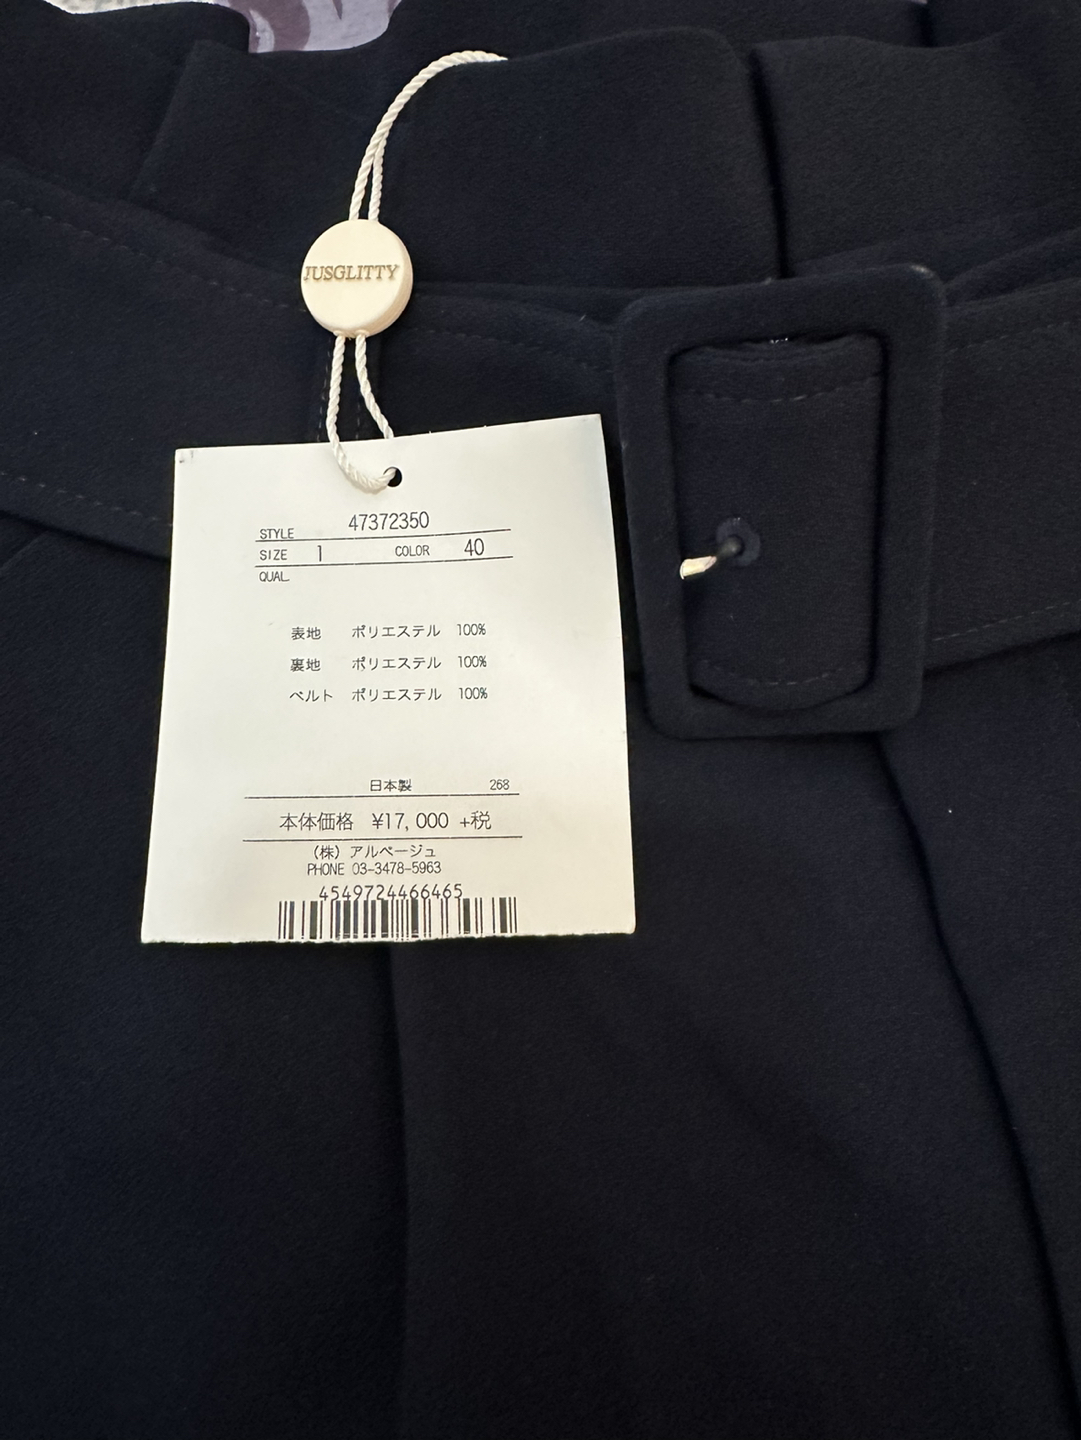 JUSGLITTY
STYLE 47372350
SIZE 1 COLOR 40
QUAL.
表地 ポリエステル 100%
裏地 ポリエステル 100%
ベルト ポリエステル 100%
日本製 268
本体価格 ¥17,000 +税
(株) アルページュ
PHONE 03-3478-5963
4549724466465